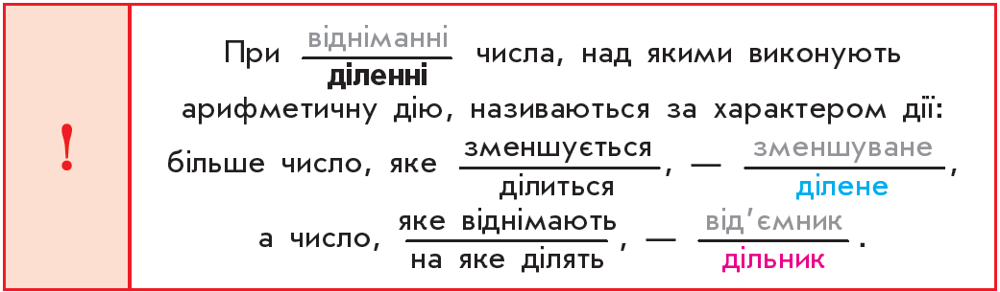 !
При відніманні числа, над якими виконують
діленні
арифметичну дію, називаються за характером дії:
більше число, яке зменшується, — зменшуване,
ділиться ділене
а число, яке віднімають, — від’ємник.
на яке ділять дільник